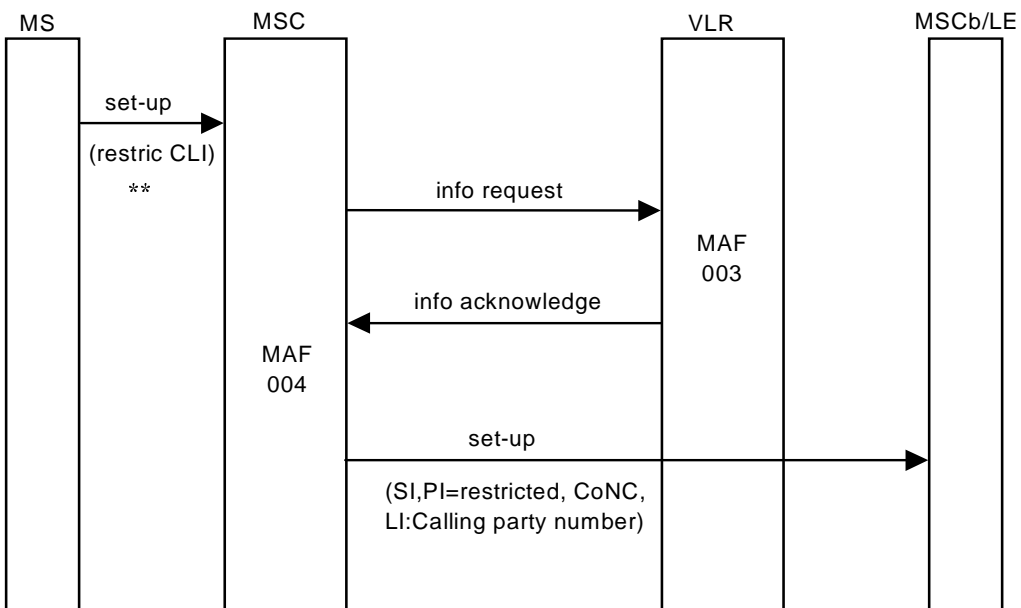 MS
MSC
VLR
MSCb/LE
set-up
(restric CLI)
**
info request
MAF
003
info acknowledge
MAF
004
set-up
(SI,PI=restricted, CoNC,
LI:Calling party number)